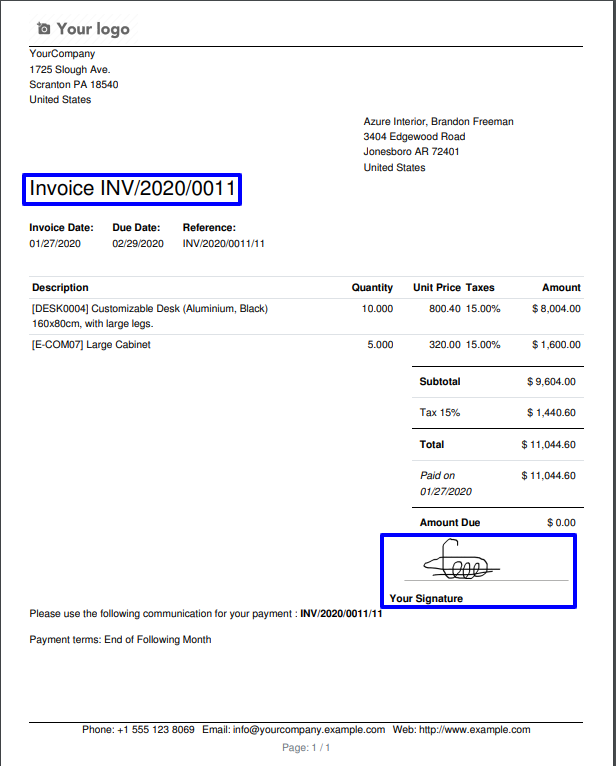 Your logo
YourCompany
1725 Slough Ave.
Scranton PA 18540
United States
Azure Interior, Brandon Freeman
3404 Edgewood Road
Jonesboro AR 72401
United States
Invoice INV/2020/0011
Invoice Date: Due Date: Reference:
01/27/2020 02/29/2020 INV/2020/0011/11
Description Quantity Unit Price Taxes Amount
[DESK0004] Customizable Desk (Aluminium, Black) 10.000 800.40 15.00% $ 8,004.00
160x80cm, with large legs.
[E-COM07] Large Cabinet 5.000 320.00 15.00% $ 1,600.00
Subtotal $ 9,604.00
Tax 15% $ 1,440.60
Total $ 11,044.60
Paid on $ 11,044.60
01/27/2020
Amount Due $ 0.00
Your Signature
Please use the following communication for your payment : INV/2020/0011/11
Payment terms: End of Following Month
Phone: +1 555 123 8069 Email: info@yourcompany.example.com Web: http://www.example.com
Page: 1 / 1